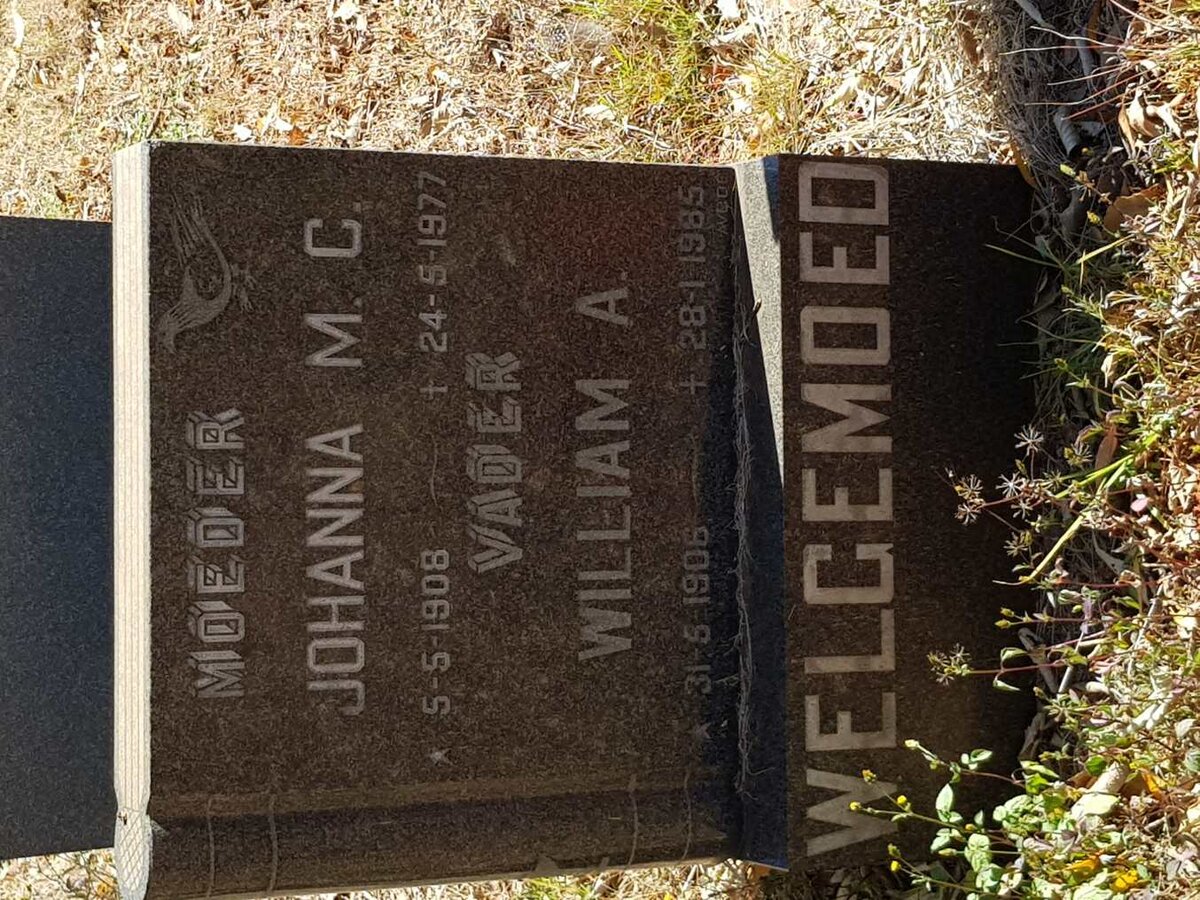 MOEDER
JOHANNA M. C.
★ 5-5-1908 † 24-5-1977
VADER
WILLIAM A.
★ 31-5-1906 † 28-1-1985
WELGEMOED